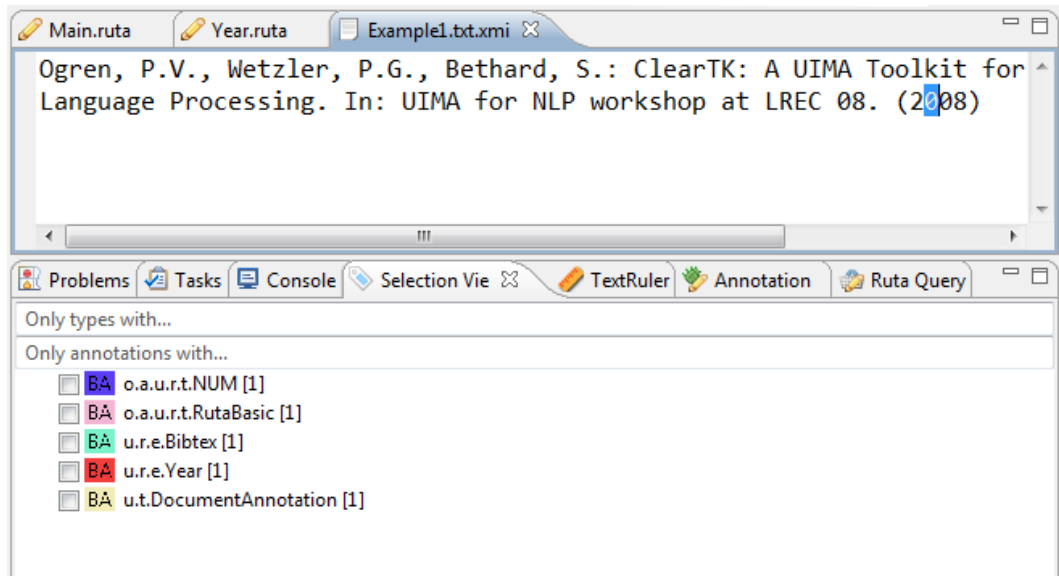 Main.ruta Year.ruta Example1.txt.xmi
Ogren, P.V., Wetzler, P.G., Bethard, S.: ClearTK: A UIMA Toolkit for
Language Processing. In: UIMA for NLP workshop at LREC 08. (2008)
Problems Tasks Console Selection Vie TextRuler Annotation Ruta Query
Only types with...
Only annotations with...
BA o.a.u.r.t.NUM [1]
BA o.a.u.r.t.RutaBasic [1]
BA u.r.e.Bibtex [1]
BA u.r.e.Year [1]
BA u.t.DocumentAnnotation [1]